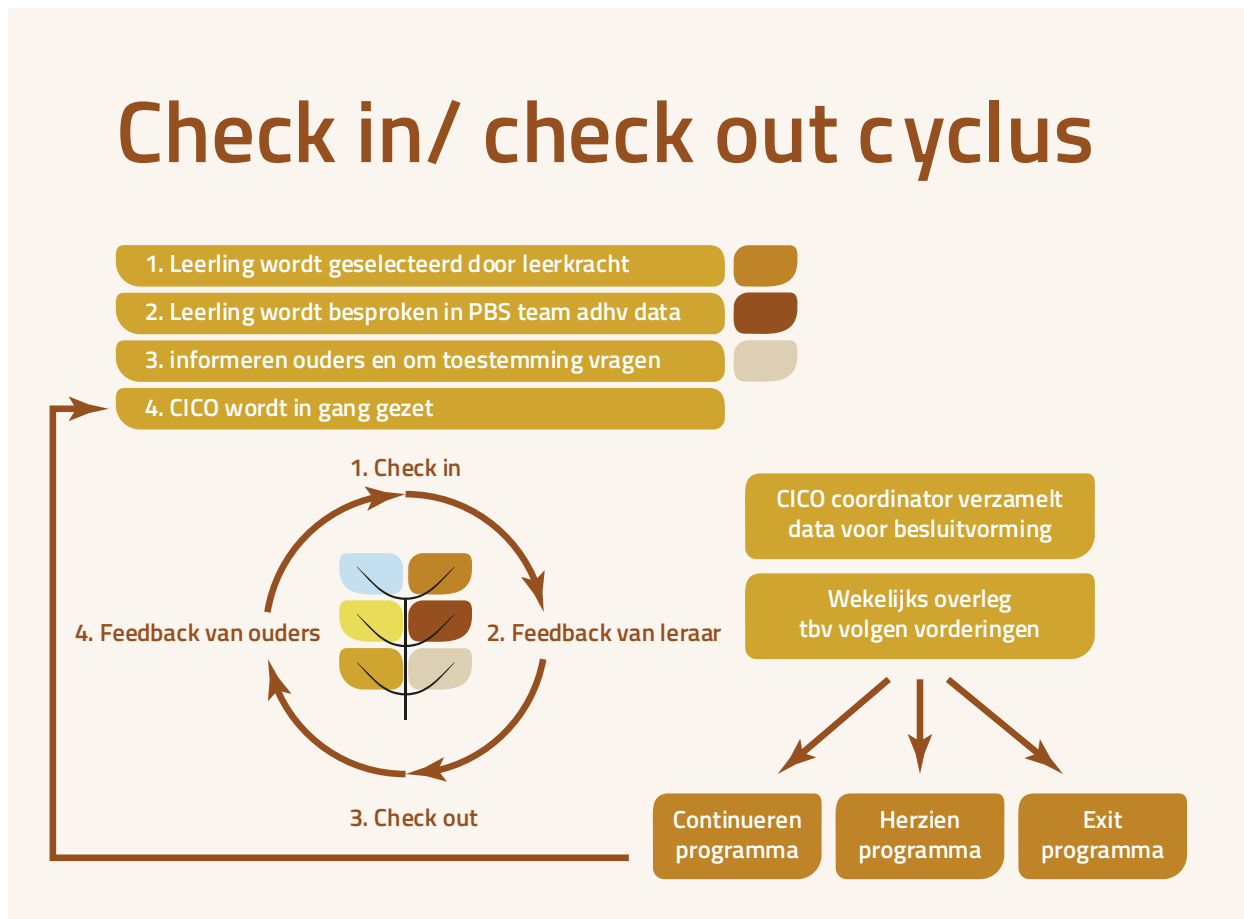 Check in/ check out cyclus
1. Leerling wordt geselecteerd door leerkracht
2. Leerling wordt besproken in PBS team adhv data
3. informeren ouders en om toestemming vragen
4. CICO wordt in gang gezet
1. Check in
2. Feedback van leraar
3. Check out
4. Feedback van ouders
CICO coordinator verzamelt
data voor besluitvorming
Wekelijks overleg
tbv volgen vorderingen
Continueren
programma
Herzien
programma
Exit
programma